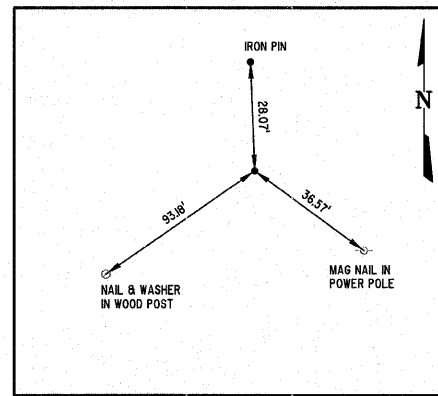 IRON PIN
N
28.07'
93.18'
36.57'
MAG NAIL IN
POWER POLE
NAIL & WASHER
IN WOOD POST